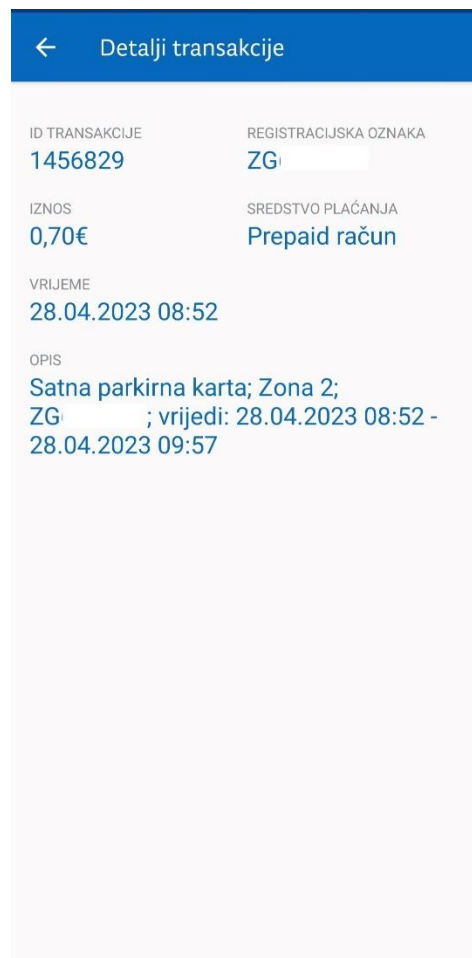 Detalji transakcije
ID TRANSAKCIJE
1456829
REGISTRACIJSKA OZNAKA
ZG
IZNOS
0,70€
SREDSTVO PLAĆANJA
Prepaid račun
VRIJEME
28.04.2023 08:52
OPIS
Satna parkirna karta; Zona 2;
ZG ; vrijedi: 28.04.2023 08:52 -
28.04.2023 09:57